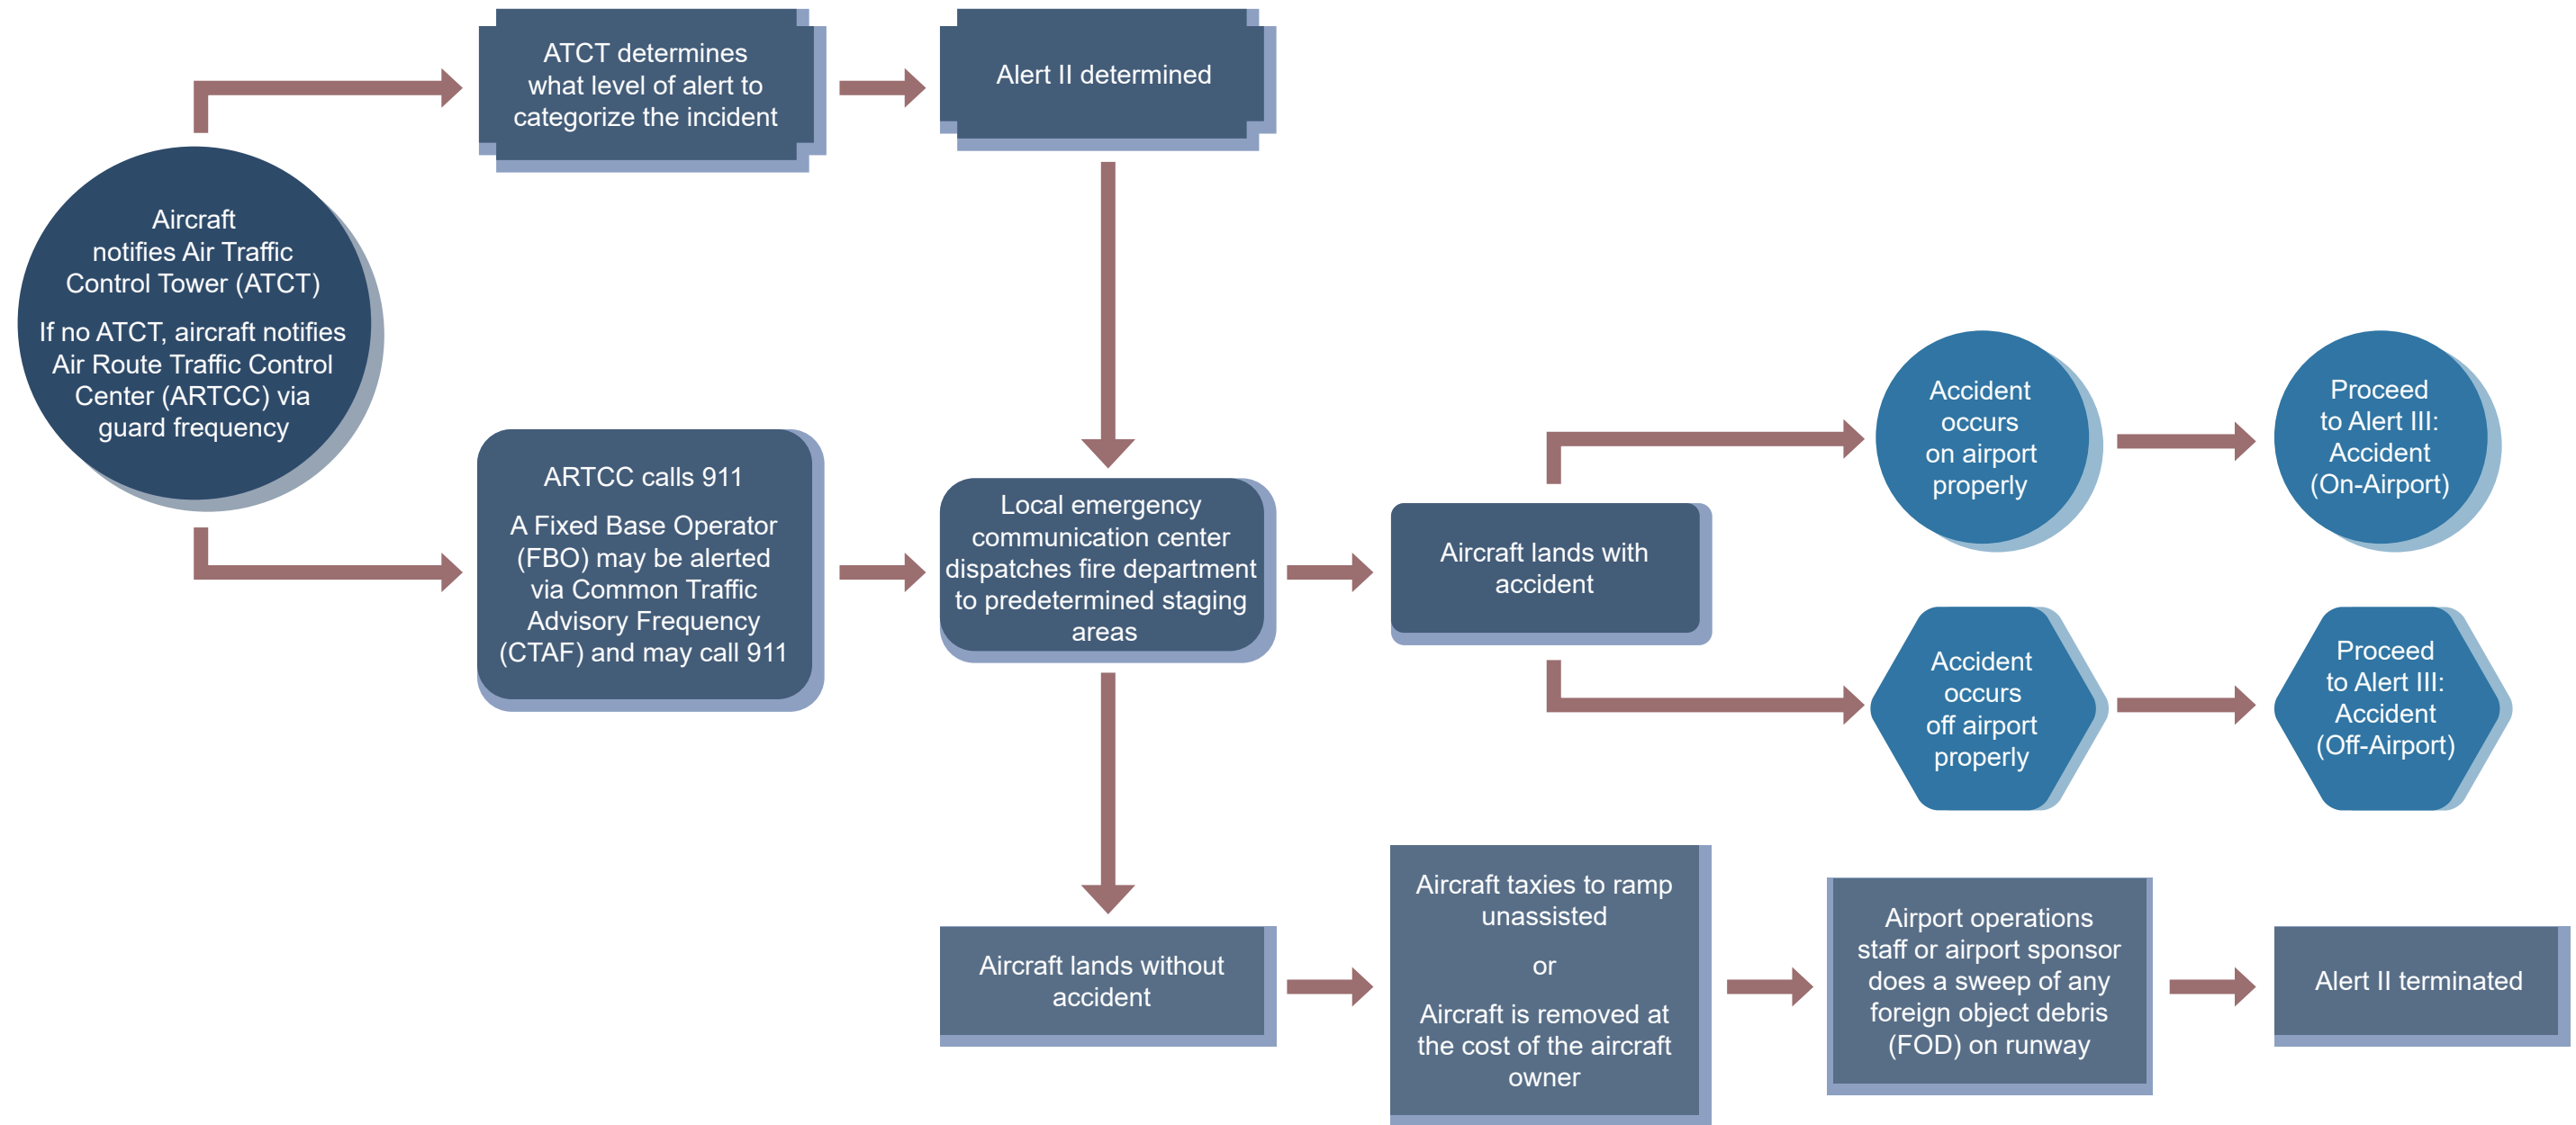 ATCT determines
what level of alert to
categorize the incident
Alert II determined
Aircraft
notifies Air Traffic
Control Tower (ATCT)
If no ATCT, aircraft notifies
Air Route Traffic Control
Center (ARTCC) via
guard frequency
ARTCC calls 911
A Fixed Base Operator
(FBO) may be alerted
via Common Traffic
Advisory Frequency
(CTAF) and may call 911
Local emergency
communication center
dispatches fire department
to predetermined staging
areas
Aircraft lands with
accident
Accident
occurs
on airport
properly
Proceed
to Alert III:
Accident
(On-Airport)
Accident
occurs
off airport
properly
Proceed
to Alert III:
Accident
(Off-Airport)
Aircraft lands without
accident
Aircraft taxies to ramp
unassisted
or
Aircraft is removed at
the cost of the aircraft
owner
Airport operations
staff or airport sponsor
does a sweep of any
foreign object debris
(FOD) on runway
Alert II terminated